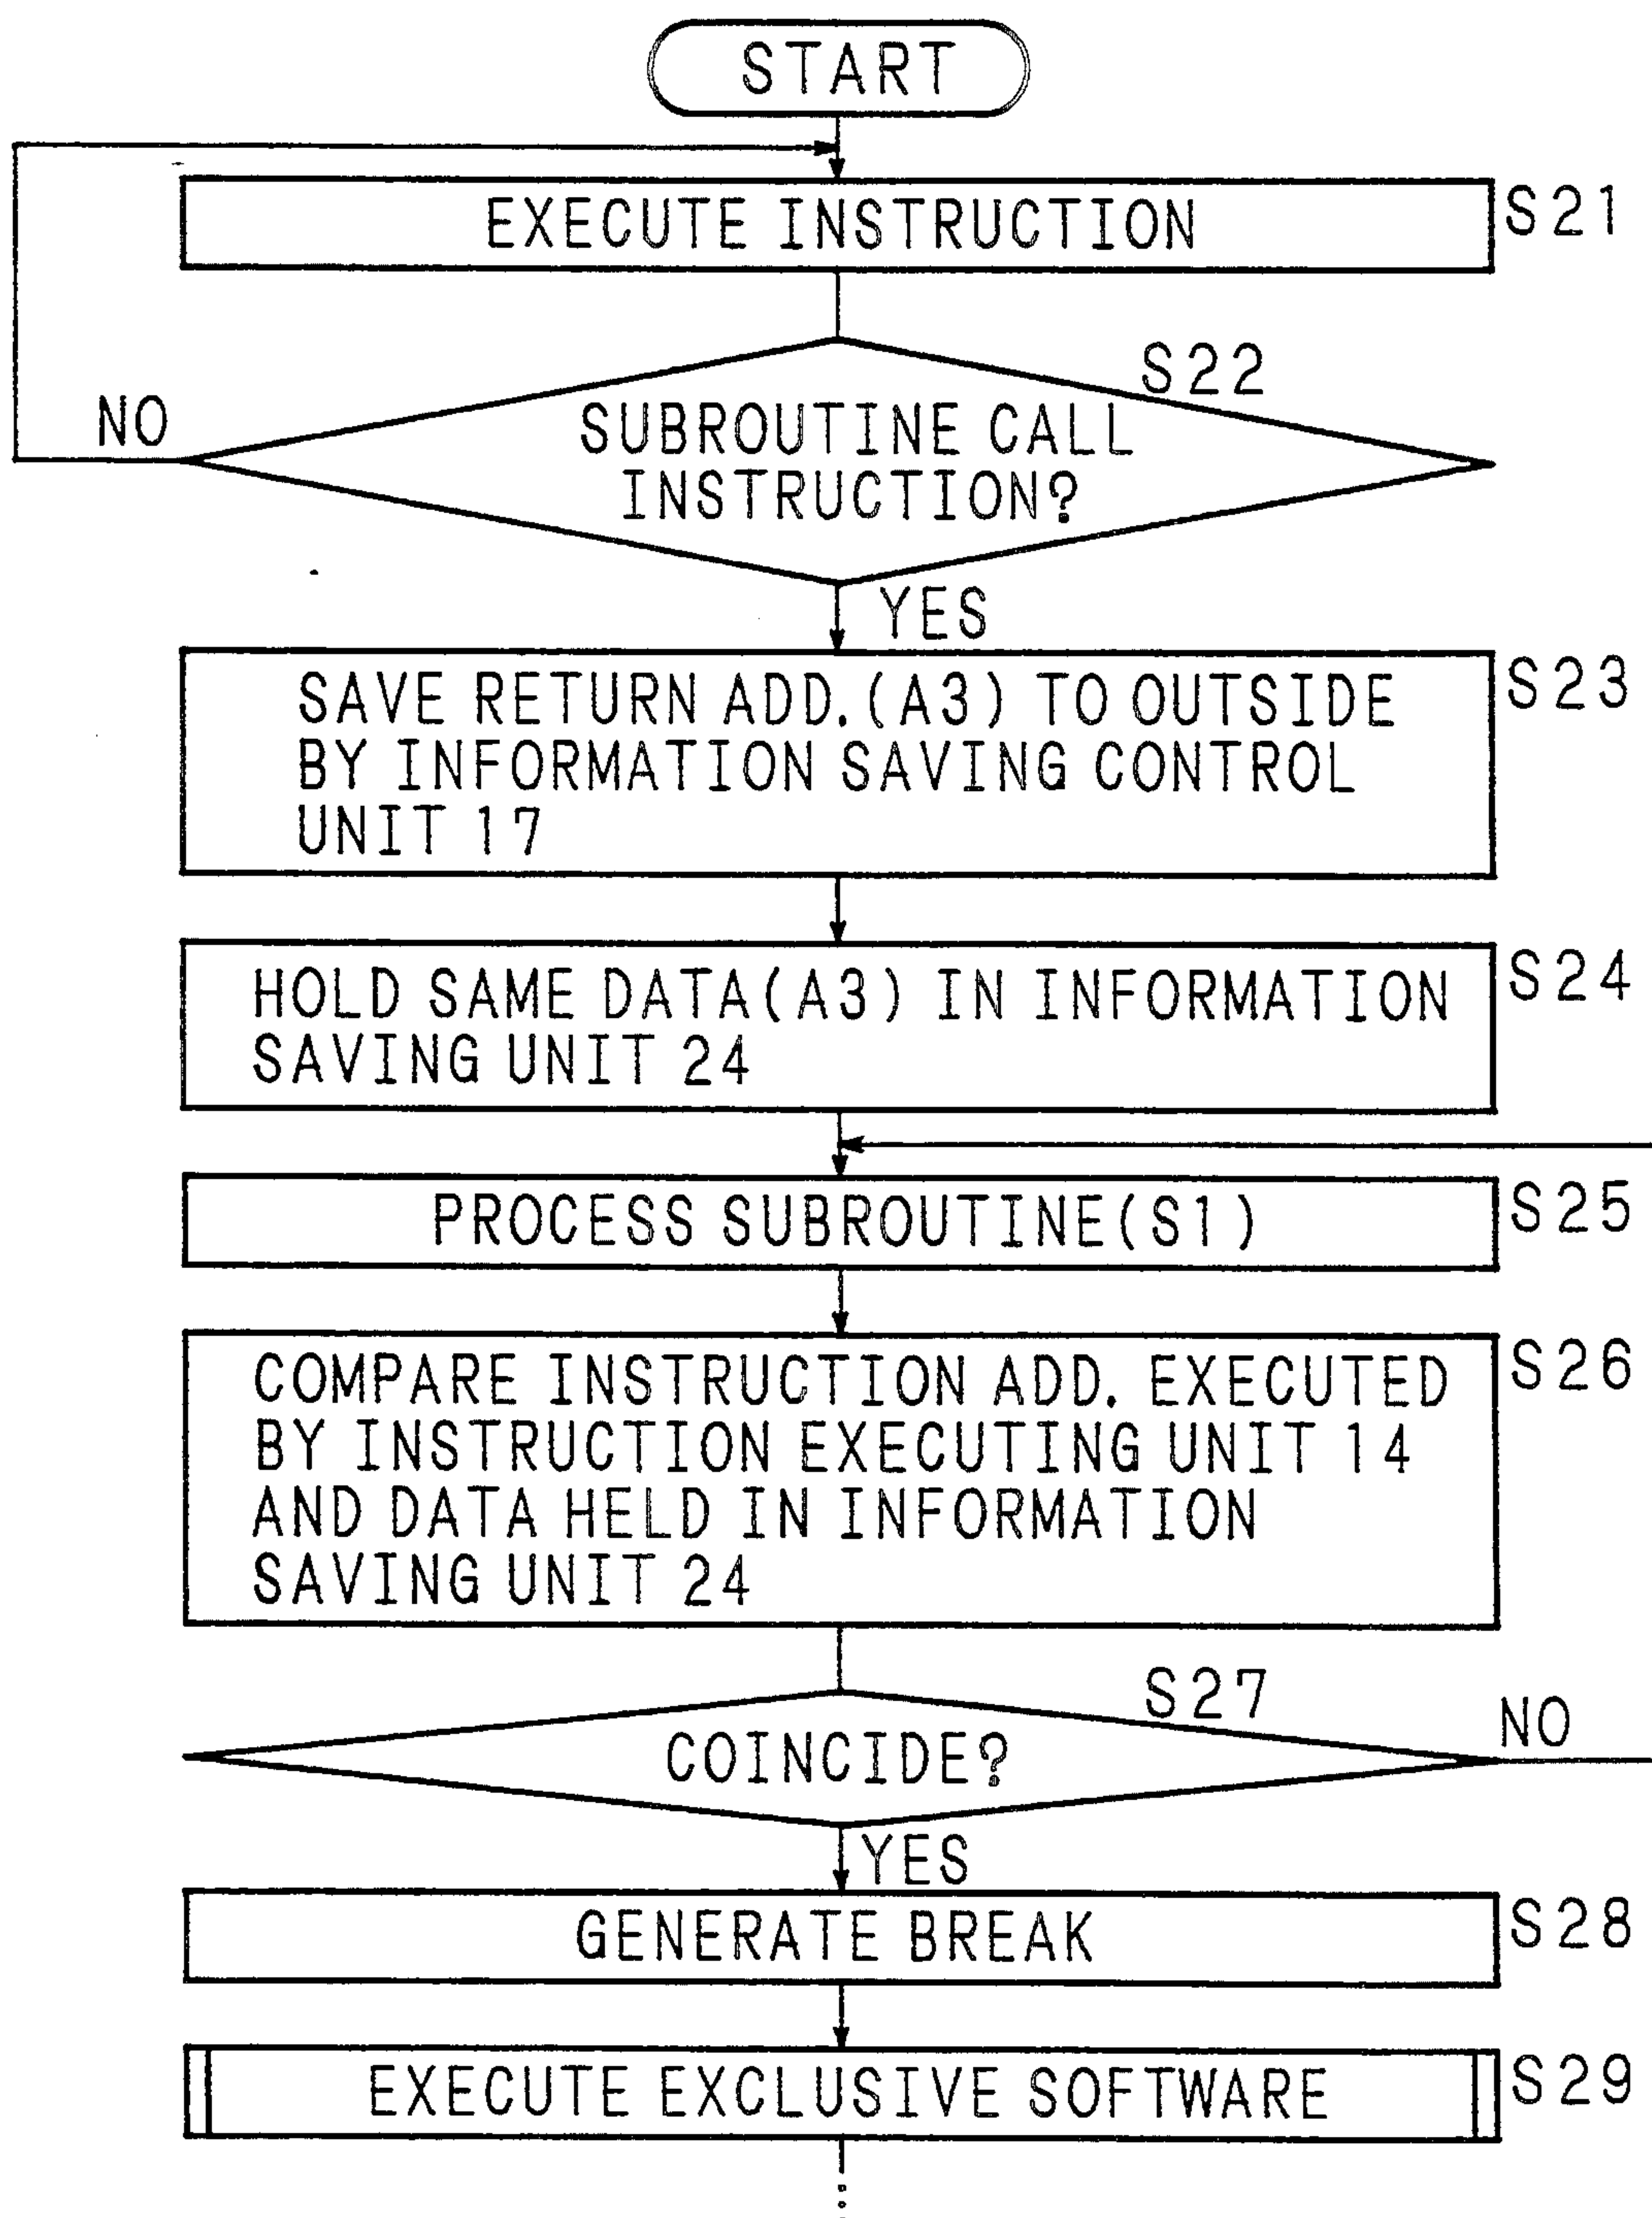 START
EXECUTE INSTRUCTION
S21
S22
NO
SUBROUTINE CALL
INSTRUCTION?
YES
S23
SAVE RETURN ADD.(A3) TO OUTSIDE
BY INFORMATION SAVING CONTROL
UNIT 17
S24
HOLD SAME DATA(A3) IN INFORMATION
SAVING UNIT 24
PROCESS SUBROUTINE(S1)
S25
S26
COMPARE INSTRUCTION ADD. EXECUTED
BY INSTRUCTION EXECUTING UNIT 14
AND DATA HELD IN INFORMATION
SAVING UNIT 24
S27
NO
COINCIDE?
YES
GENERATE BREAK
S28
EXECUTE EXCLUSIVE SOFTWARE
S29